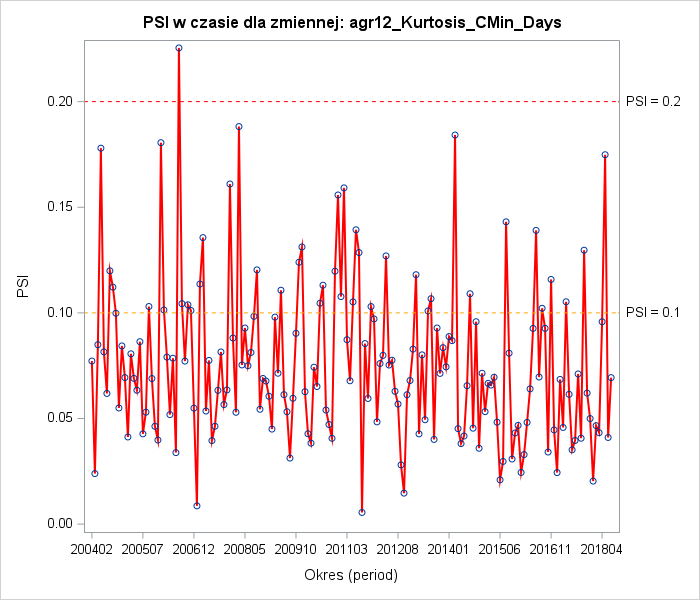 PSI w czasie dla zmiennej: agr12_Kurtosis_CMin_Days
0.20
PSI = 0.2
0.15
PSI
0.10
PSI = 0.1
0.05
0.00
200402 200507 200612 200805 200910 201103 201208 201401 201506 201611 201804
Okres (period)